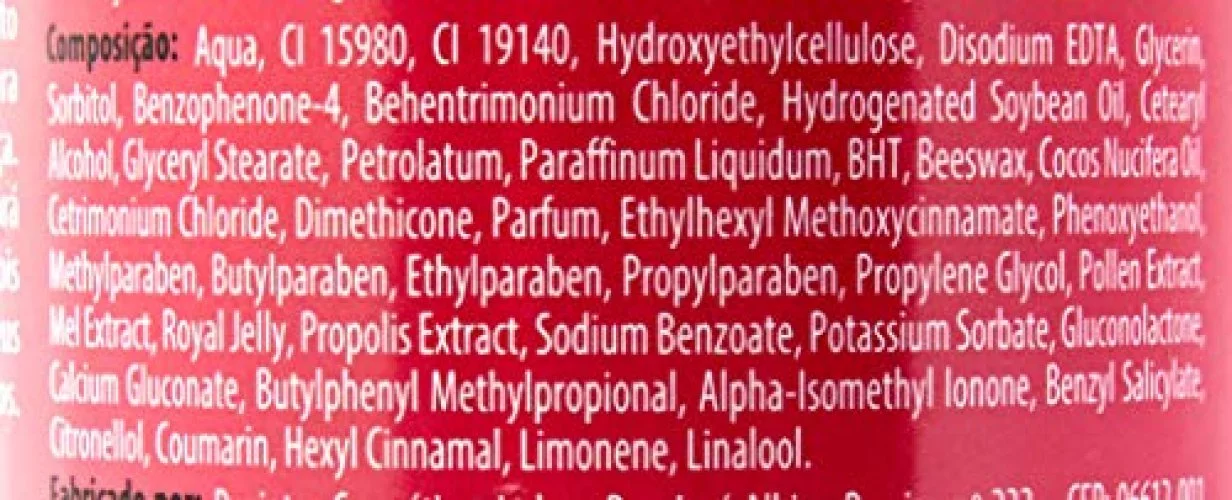 Composição: Aqua, CI 15980, CI 19140, Hydroxyethylcellulose, Disodium EDTA, Glycerin,
Sorbitol, Benzophenone-4, Behentrimonium Chloride, Hydrogenated Soybean Oil, Cetearyl
Alcohol, Glyceryl Stearate, Petrolatum, Paraffinum Liquidum, BHT, Beeswax, Cocos Nucifera Oil,
Cetrimonium Chloride, Dimethicone, Parfum, Ethylhexyl Methoxycinnamate, Phenoxyethanol,
Methylparaben, Butylparaben, Ethylparaben, Propylparaben, Propylene Glycol, Pollen Extract,
Mel Extract, Royal Jelly, Propolis Extract, Sodium Benzoate, Potassium Sorbate, Gluconolactone,
Calcium Gluconate, Butylphenyl Methylpropional, Alpha-Isomethyl Ionone, Benzyl Salicylate,
Citronellol, Coumarin, Hexyl Cinnamal, Limonene, Linalool.
Fabricado por: